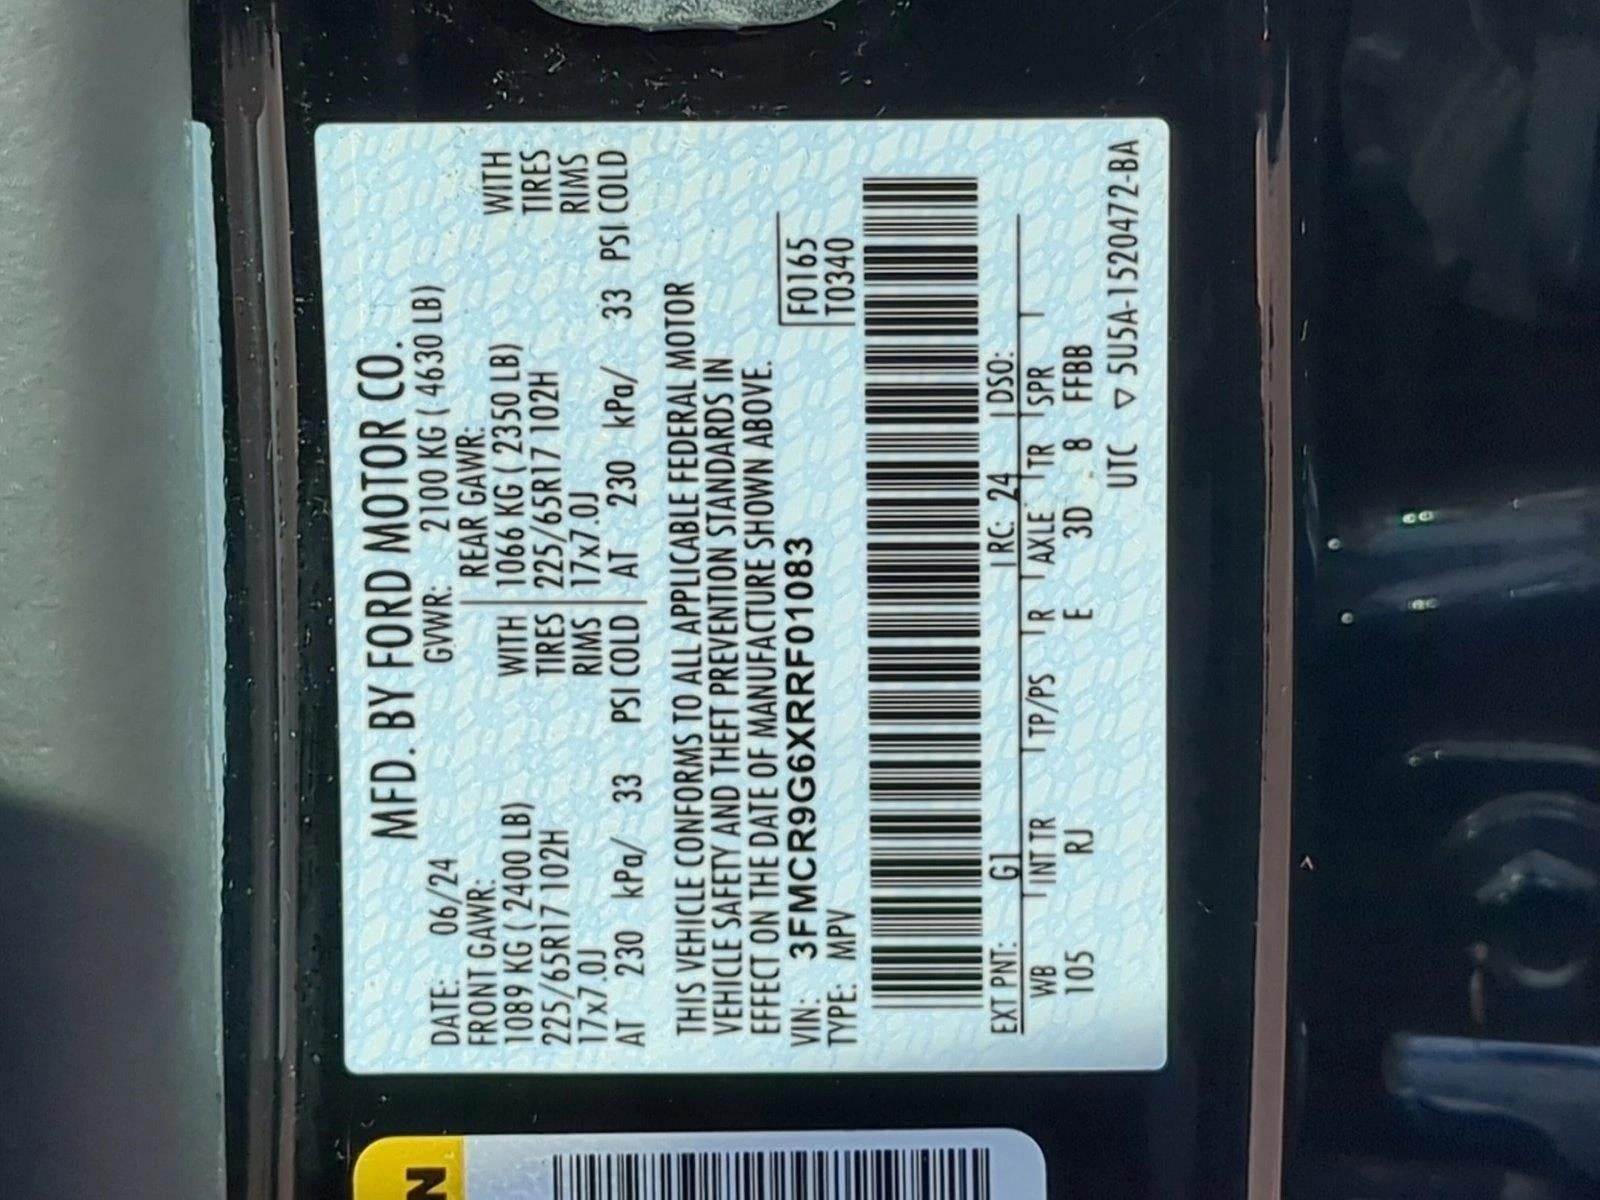 MFD. BY FORD MOTOR CO.
DATE: 06/24 GVWR: 2100 KG ( 4630 LB)
FRONT GAWR: REAR GAWR:
1089 KG ( 2400 LB) WITH 1066 KG ( 2350 LB) WITH
225/65R17 102H TIRES 225/65R17 102H TIRES
17x7.0J RIMS 17x7.0J RIMS
AT 230 kPa/ 33 PSI COLD AT 230 kPa/ 33 PSI COLD
THIS VEHICLE CONFORMS TO ALL APPLICABLE FEDERAL MOTOR
VEHICLE SAFETY AND THEFT PREVENTION STANDARDS IN
EFFECT ON THE DATE OF MANUFACTURE SHOWN ABOVE.
VIN: 3FMCR9G6XRRF01083 F0165
TYPE: MPV T0340
EXT PNT: G1 RC: 24 DSO:
WB INT TR TP/PS R AXLE TR SPR
105 RJ E 3D 8 FFBB
UTC ▽ 5U5A-1520472-BA
N